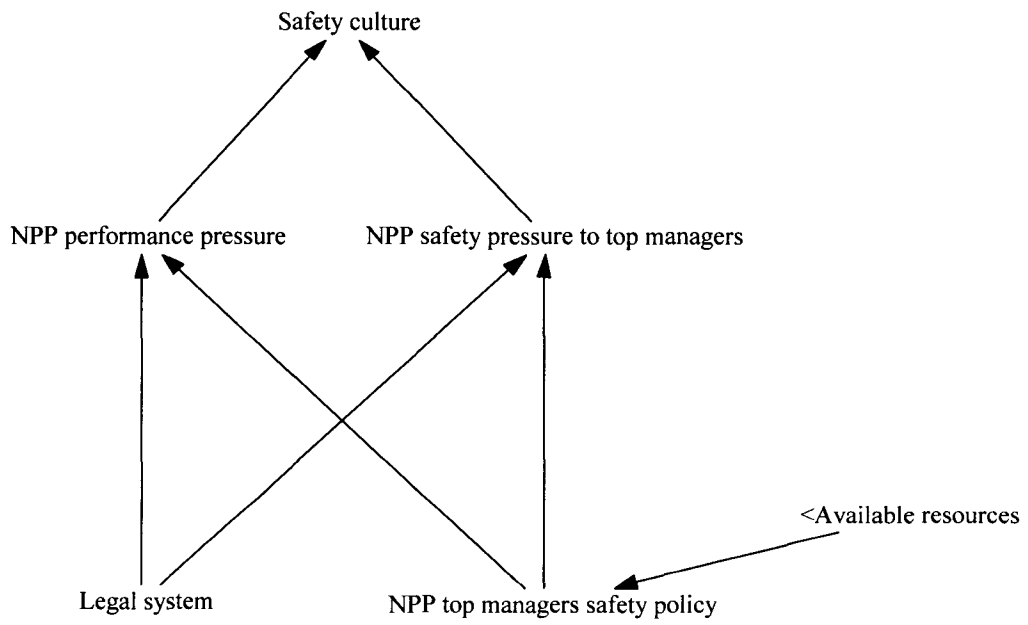 Safety culture
NPP performance pressure
NPP safety pressure to top managers
<Available resources
Legal system
NPP top managers safety policy